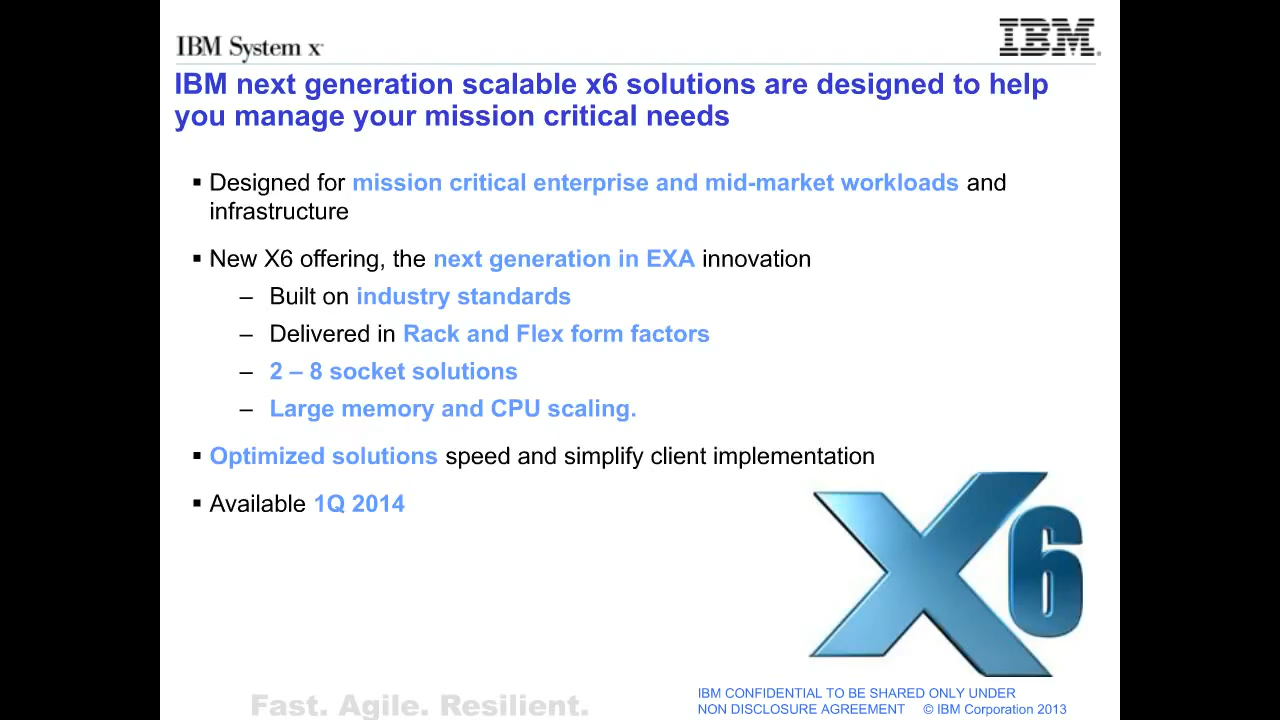 IBM System x
IBM
IBM next generation scalable x6 solutions are designed to help
you manage your mission critical needs
▪ Designed for mission critical enterprise and mid-market workloads and
infrastructure
▪ New X6 offering, the next generation in EXA innovation
– Built on industry standards
– Delivered in Rack and Flex form factors
– 2 – 8 socket solutions
– Large memory and CPU scaling.
▪ Optimized solutions speed and simplify client implementation
▪ Available 1Q 2014
X6
Fast. Agile. Resilient.
IBM CONFIDENTIAL TO BE SHARED ONLY UNDER
NON DISCLOSURE AGREEMENT © IBM Corporation 2013